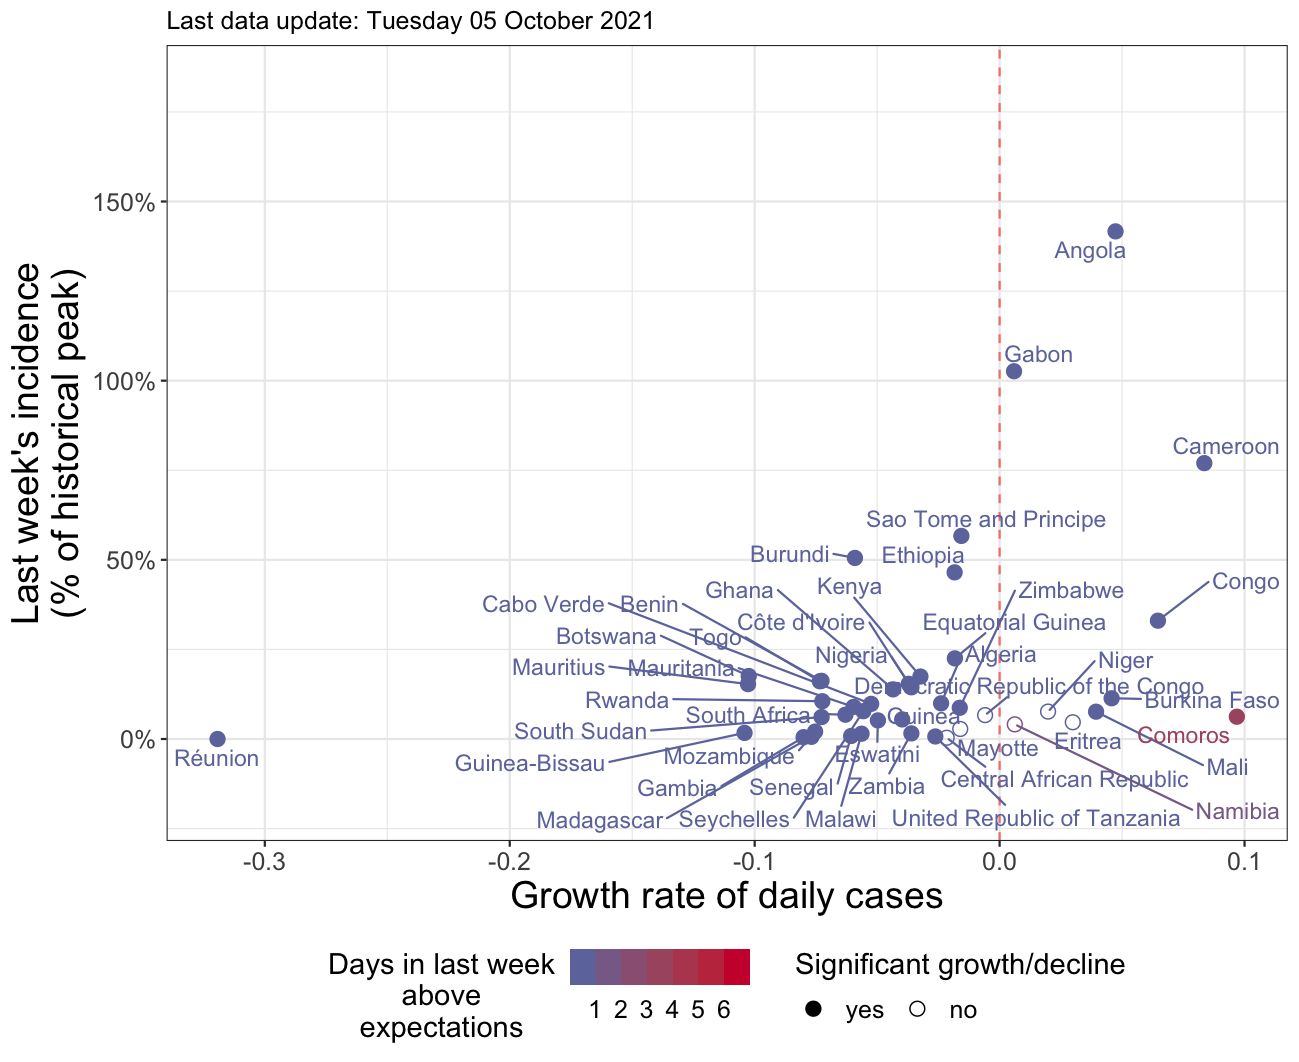 Last data update: Tuesday 05 October 2021
Last week's incidence
(% of historical peak)
150%
100%
50%
0%
Angola
Gabon
Cameroon
Sao Tome and Principe
Burundi
Ethiopia
Congo
Ghana
Kenya
Zimbabwe
Cabo Verde
Benin
Côte d'Ivoire
Equatorial Guinea
Botswana
Togo
Nigeria
Algeria
Niger
Mauritius
Mauritania
Democratic Republic of the Congo
Rwanda
Burkina Faso
South Africa
Guinea
South Sudan
Comoros
Eritrea
Réunion
Guinea-Bissau
Mozambique
Eswatini
Mayotte
Mali
Gambia
Senegal
Zambia
Central African Republic
Namibia
Madagascar
Seychelles
Malawi
United Republic of Tanzania
-0.3
-0.2
-0.1
0.0
0.1
Growth rate of daily cases
Days in last week
above
expectations
1 2 3 4 5 6
Significant growth/decline
yes
no